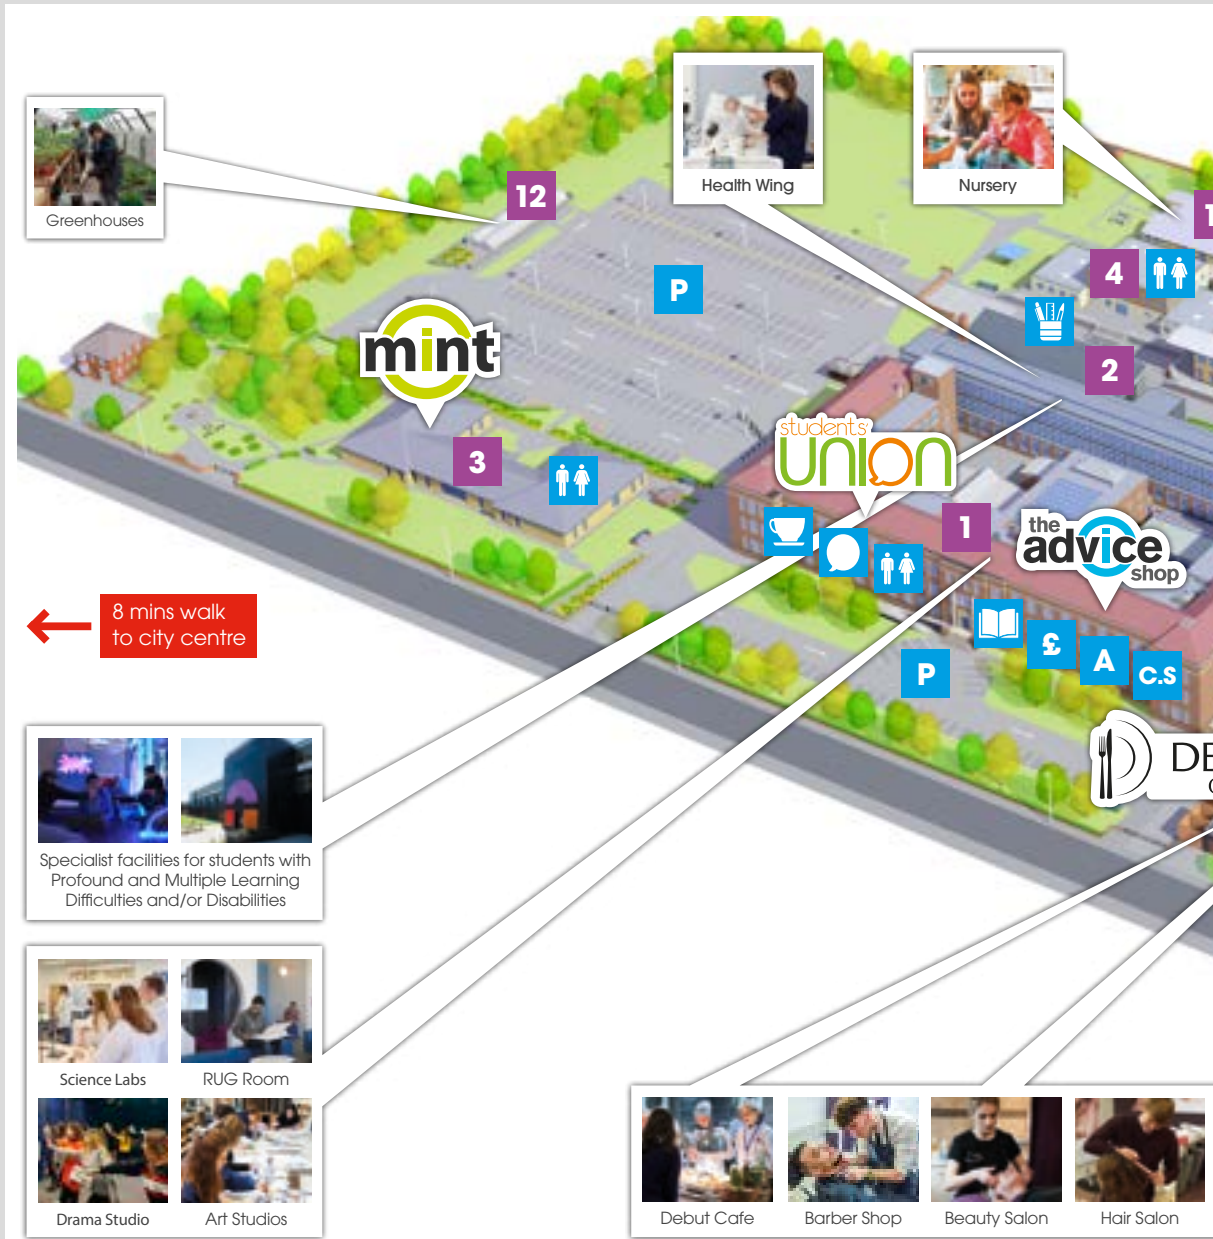 Greenhouses
12
Health Wing
Nursery
1
4
P
mint
2
3
students'
UNION
1
the
advice
shop
8 mins walk
to city centre
£
A
C.S
P
DE
Specialist facilities for students with
Profound and Multiple Learning
Difficulties and/or Disabilities
Science Labs
RUG Room
Drama Studio
Art Studios
Debut Cafe
Barber Shop
Beauty Salon
Hair Salon